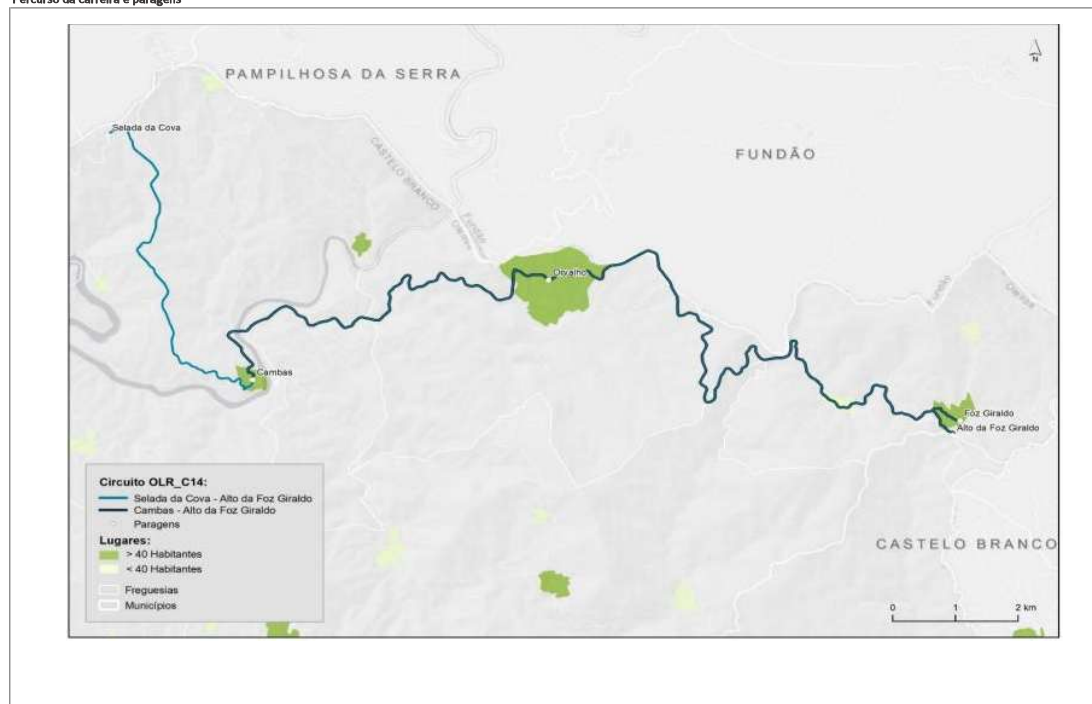 Percurso da carreira e paragens
N
PAMPILHOSA DA SERRA
Selada da Cova
FUNDÃO
CASTELO BRANCO
Fundão
Orvalho
Fundão
Cambas
Foz Giraldo
Alto da Foz Giraldo
Circuito OLR_C14:
Selada da Cova - Alto da Foz Giraldo
Cambas - Alto da Foz Giraldo
Paragens
Lugares:
> 40 Habitantes
< 40 Habitantes
Freguesias
Municípios
CASTELO BRANCO
0 1 2 km